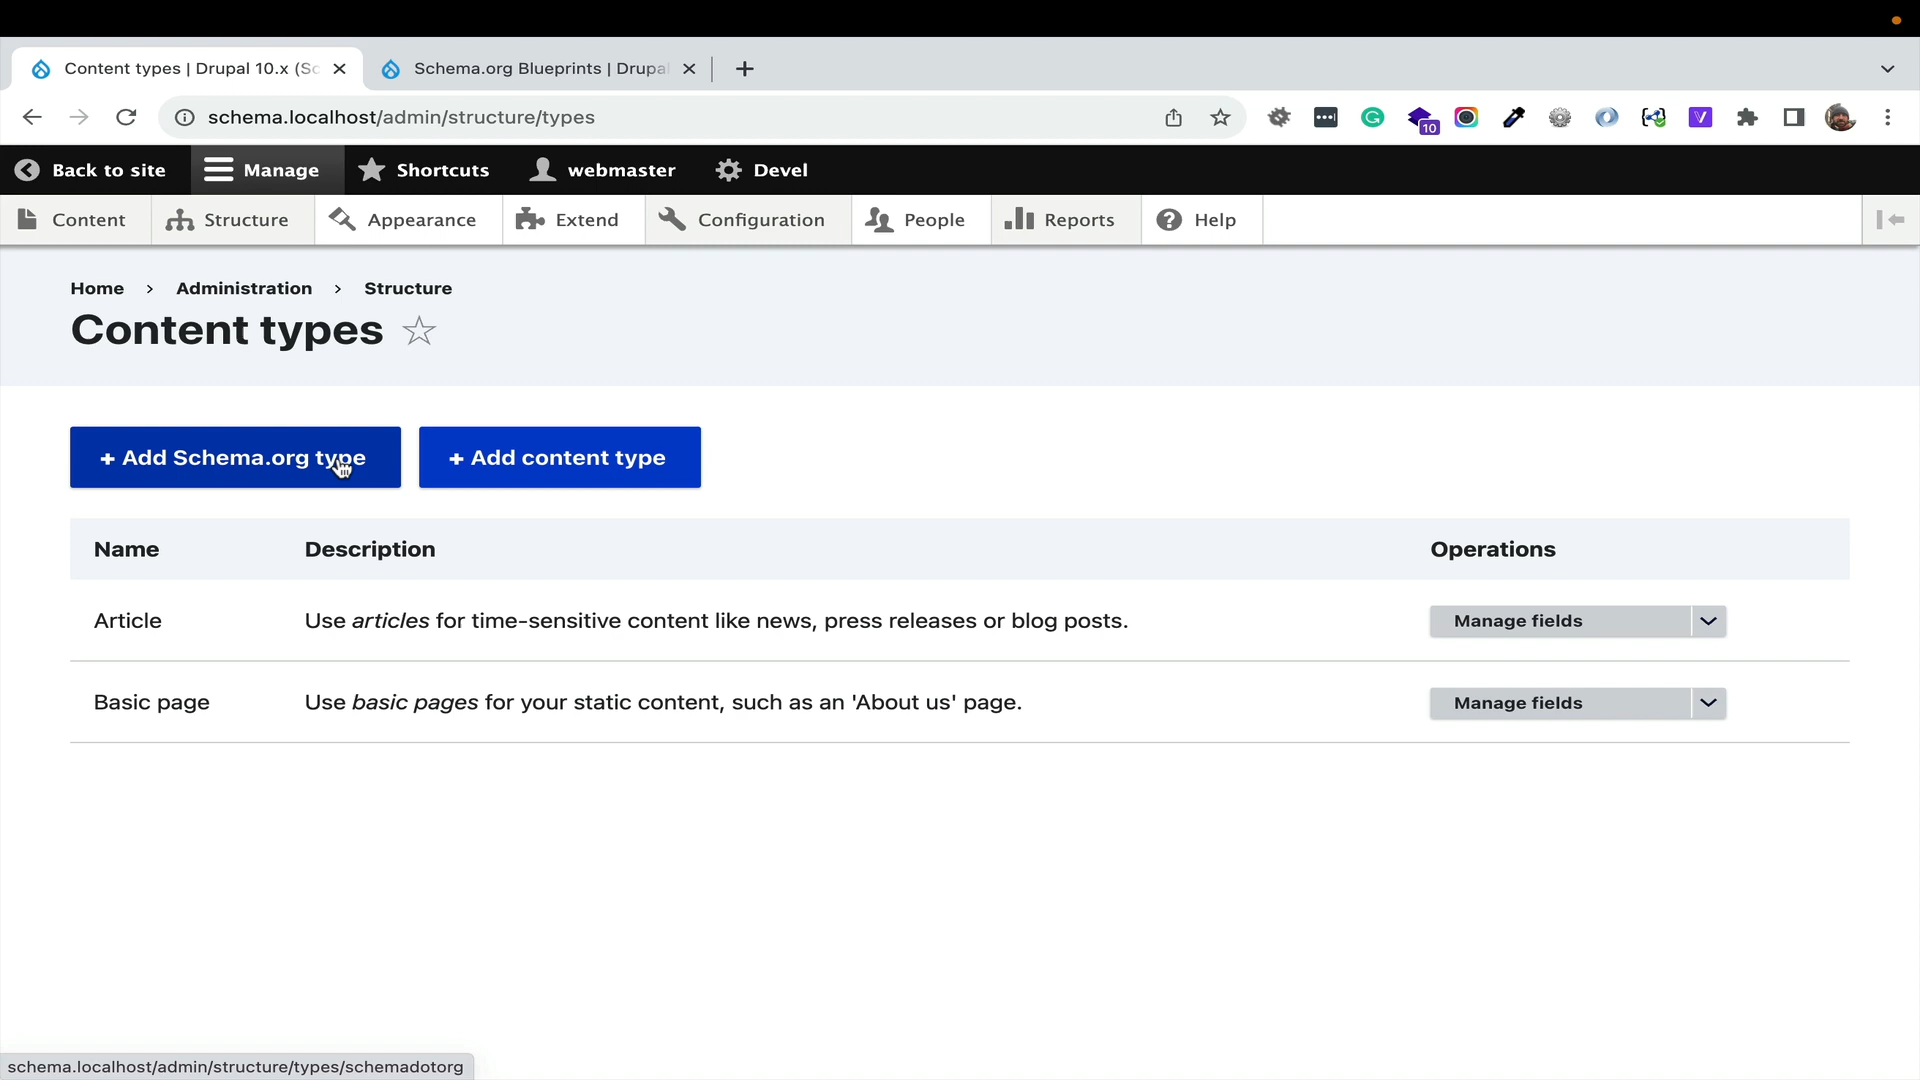 Content types | Drupal 10.x (Sc
Schema.org Blueprints | Drupal
schema.localhost/admin/structure/types
10
V
Back to site
Manage
Shortcuts
webmaster
Devel
Content
Structure
Appearance
Extend
Configuration
People
Reports
Help
Home › Administration › Structure
Content types
+ Add Schema.org type
+ Add content type
Name Description Operations
Article Use articles for time-sensitive content like news, press releases or blog posts. Manage fields
Basic page Use basic pages for your static content, such as an 'About us' page. Manage fields
schema.localhost/admin/structure/types/schemadotorg